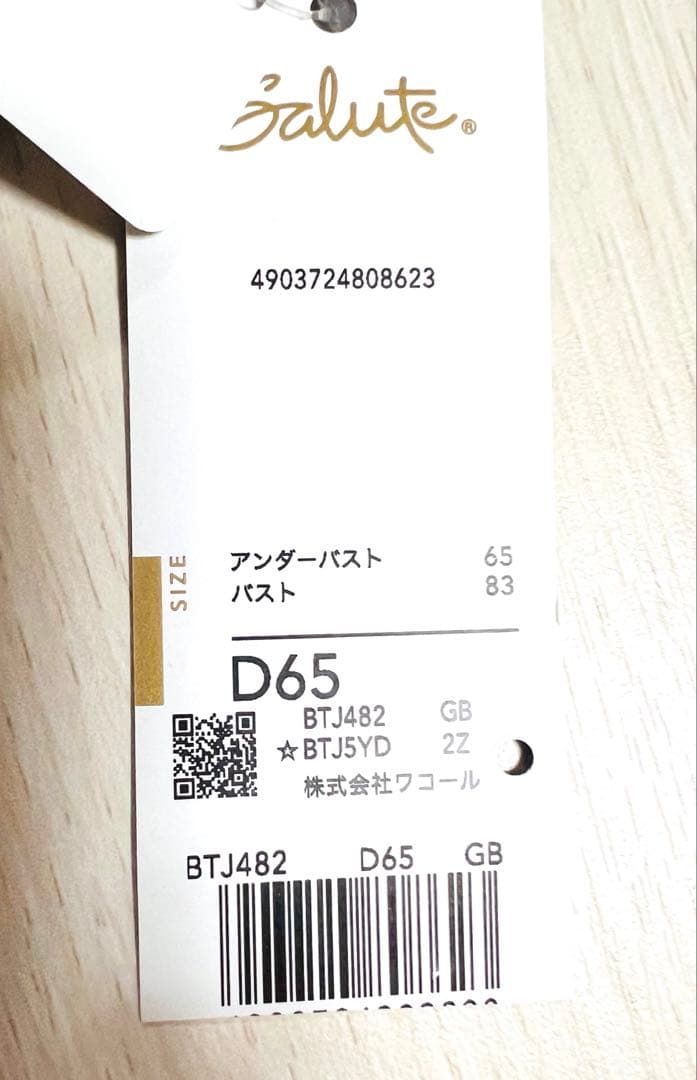 Salute®
4903724808623
SIZE
アンダーバスト 65
バスト 83
D65
BTJ482 GB
☆BTJ5YD 2Z
株式会社ワコール
BTJ482 D65 GB